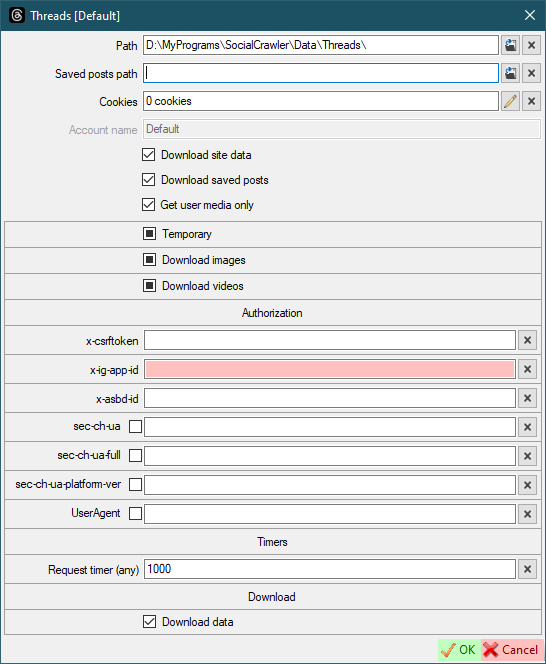 Threads [Default]
Path D:\MyPrograms\SocialCrawler\Data\Threads\
Saved posts path
Cookies 0 cookies
Account name Default
Download site data
Download saved posts
Get user media only
Temporary
Download images
Download videos
Authorization
x-csrftoken
x-ig-app-id
x-asbd-id
sec-ch-ua
sec-ch-ua-full
sec-ch-ua-platform-ver
UserAgent
Timers
Request timer (any) 1000
Download
Download data
OK Cancel